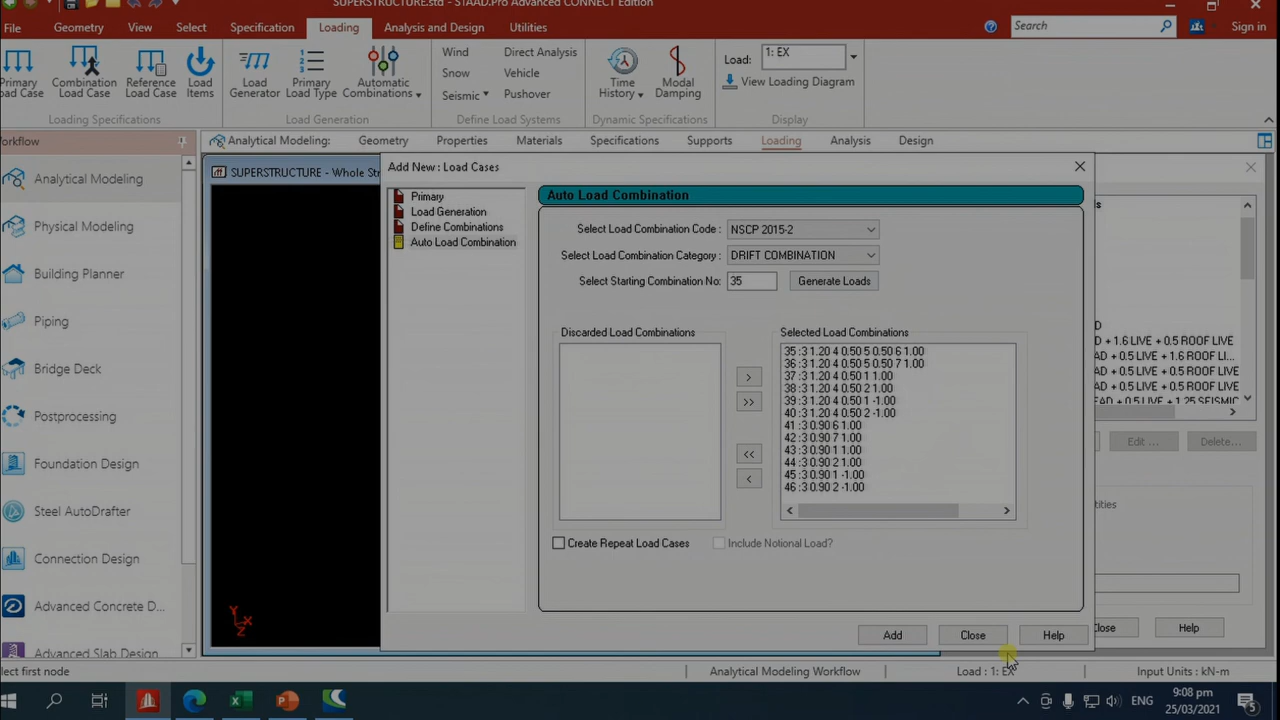 SUPERSTRUCTURE.std - STAAD.Pro Advanced CONNECT Edition
File Geometry View Select Specification Loading Analysis and Design Utilities Search Sign in
Primary Load Case
Combination Load Case
Reference Load Case
Load Items
Load Generator
Primary Load Type
Automatic Combinations
Wind
Snow
Seismic
Direct Analysis
Vehicle
Pushover
Time History
Modal Damping
Load: 1: EX
View Loading Diagram
Loading Specifications Load Generation Define Load Systems Dynamic Specifications Display
orkflow
Analytical Modeling: Geometry Properties Materials Specifications Supports Loading Analysis Design
Analytical Modeling
Physical Modeling
Building Planner
Piping
Bridge Deck
Postprocessing
Foundation Design
Steel AutoDrafter
Connection Design
Advanced Concrete D...
Advanced Slab Design
SUPERSTRUCTURE - Whole Str
Y
X
Z
Add New : Load Cases
Primary
Load Generation
Define Combinations
Auto Load Combination
Auto Load Combination
Select Load Combination Code : NSCP 2015-2
Select Load Combination Category : DRIFT COMBINATION
Select Starting Combination No: 35 Generate Loads
Discarded Load Combinations
>
>>
<<
<
Selected Load Combinations
35 :3 1.20 4 0.50 5 0.50 6 1.00
36 :3 1.20 4 0.50 5 0.50 7 1.00
37 :3 1.20 4 0.50 1 1.00
38 :3 1.20 4 0.50 2 1.00
39 :3 1.20 4 0.50 1 -1.00
40 :3 1.20 4 0.50 2 -1.00
41 :3 0.90 6 1.00
42 :3 0.90 7 1.00
43 :3 0.90 1 1.00
44 :3 0.90 2 1.00
45 :3 0.90 1 -1.00
46 :3 0.90 2 -1.00
Create Repeat Load Cases Include Notional Load?
Add Close Help
D
AD + 1.6 LIVE + 0.5 ROOF LIVE
AD + 0.5 LIVE + 1.6 ROOF LI...
AD + 0.5 LIVE + 0.5 ROOF LIVE
AD + 0.5 LIVE + 0.5 ROOF LIVE
EAD + 0.5 LIVE + 1.25 SEISMIC
Edit ... Delete...
Close Help
lect first node Analytical Modeling Workflow Load : 1: EX Input Units : kN-m
ENG 9:08 pm
25/03/2021
5